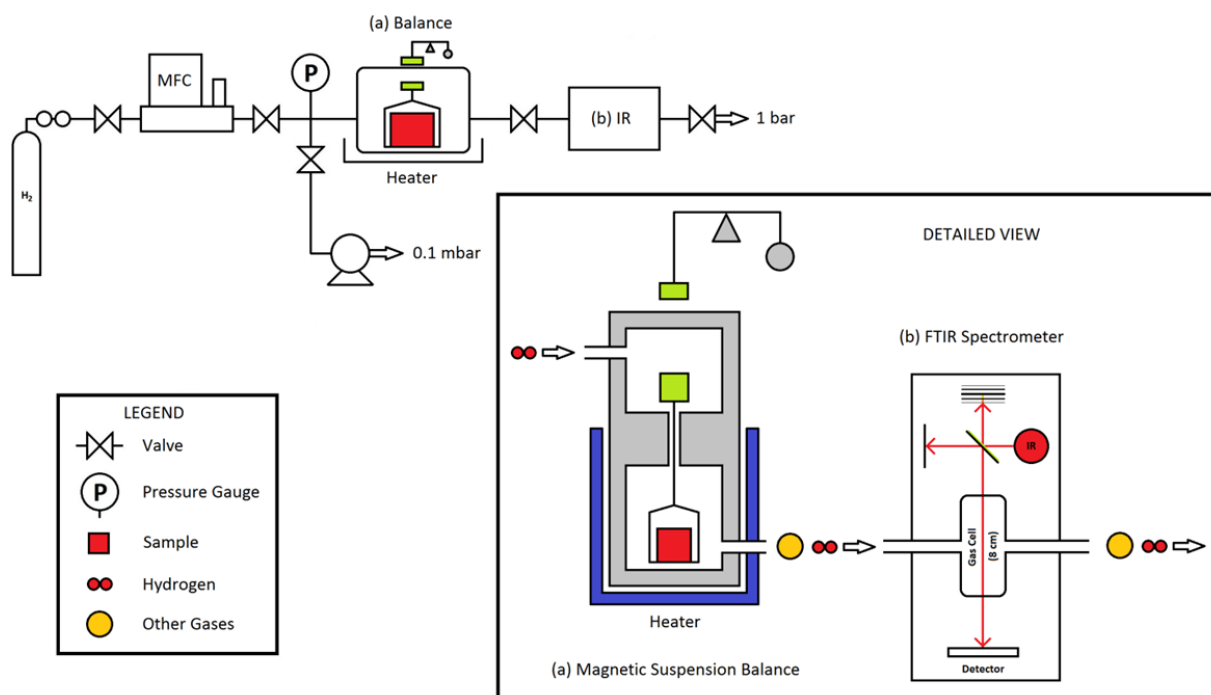 (a) Balance
MFC
P
(b) IR
1 bar
Heater
H2
0.1 mbar
DETAILED VIEW
(b) FTIR Spectrometer
IR
Gas Cell
(8 cm)
Detector
Heater
(a) Magnetic Suspension Balance
LEGEND
Valve
P
Pressure Gauge
Sample
Hydrogen
Other Gases